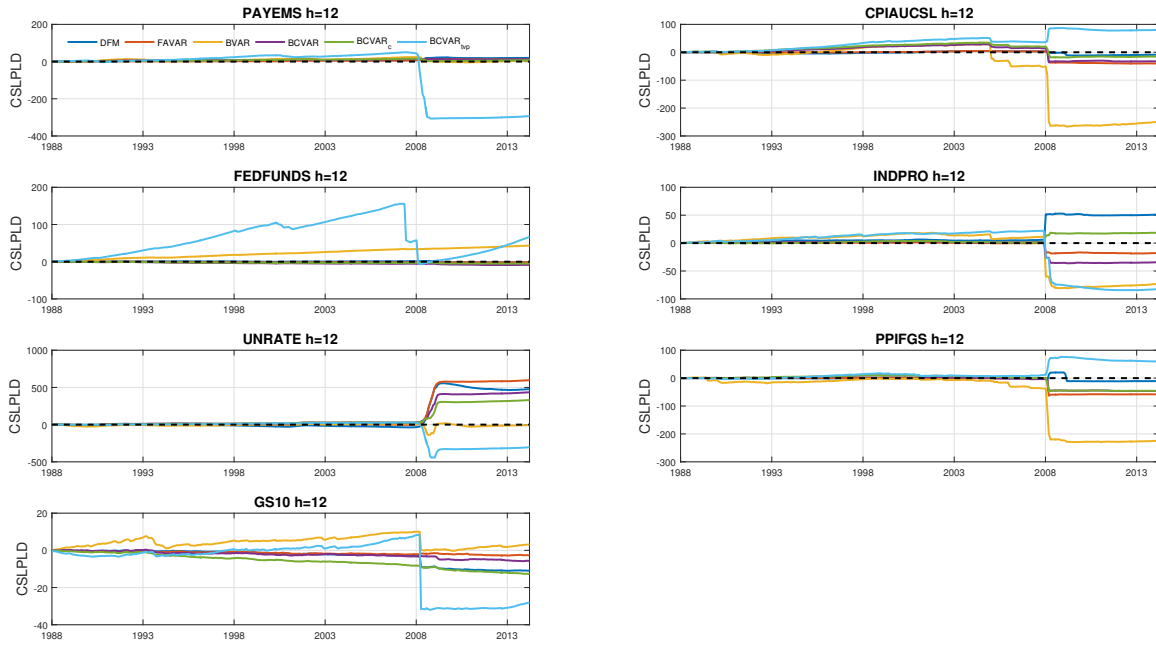 PAYEMS h=12
CSLPLD
200
0
-200
-400
DFM FAVAR BVAR BCVAR BCVARc BCVARtvp
1988 1993 1998 2003 2008 2013
CPIAUCSL h=12
CSLPLD
100
0
-100
-200
-300
1988 1993 1998 2003 2008 2013
FEDFUNDS h=12
CSLPLD
200
100
0
-100
1988 1993 1998 2003 2008 2013
INDPRO h=12
CSLPLD
100
50
0
-50
-100
1988 1993 1998 2003 2008 2013
UNRATE h=12
CSLPLD
1000
500
0
-500
1988 1993 1998 2003 2008 2013
PPIFGS h=12
CSLPLD
100
0
-100
-200
-300
1988 1993 1998 2003 2008 2013
GS10 h=12
CSLPLD
20
0
-20
-40
1988 1993 1998 2003 2008 2013